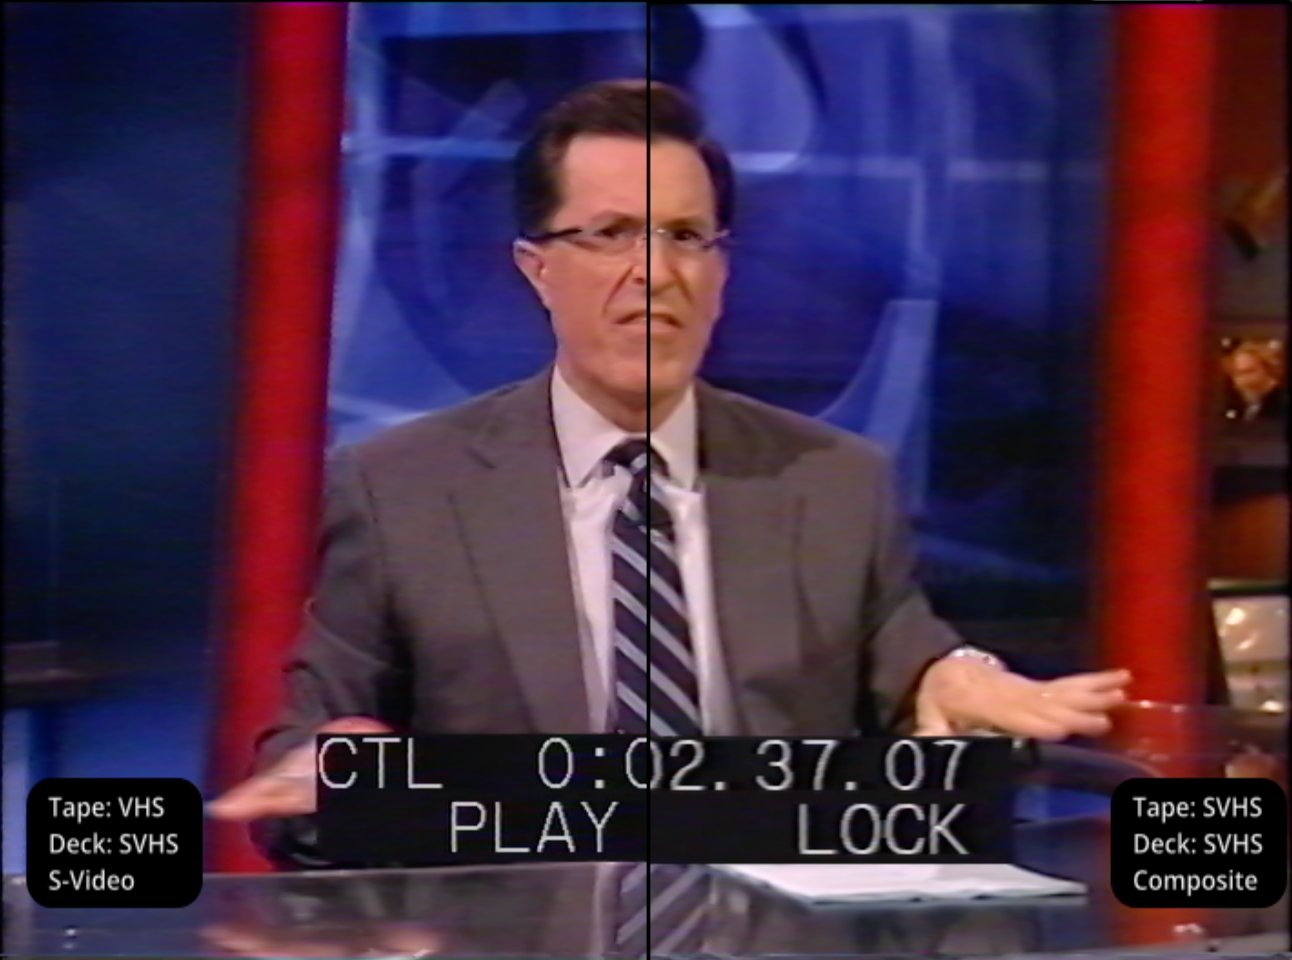 CTL 0:02.37.07
PLAY LOCK
Tape: VHS
Deck: SVHS
S-Video
Tape: SVHS
Deck: SVHS
Composite